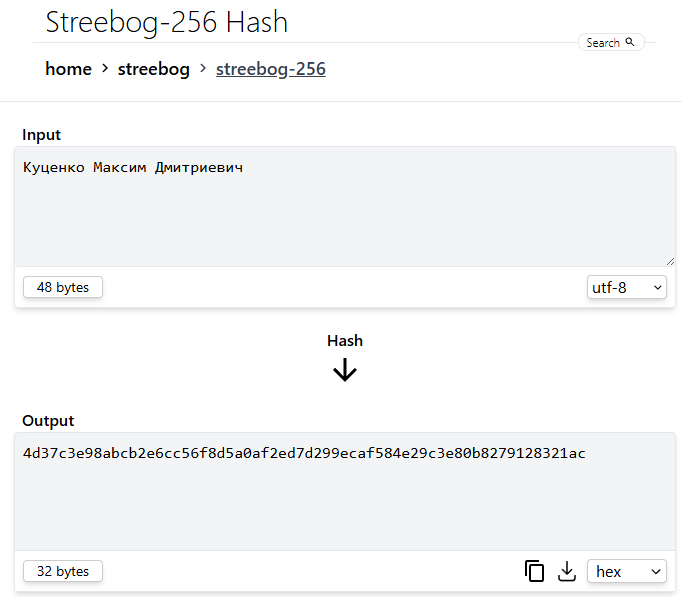 Streebog-256 Hash
Search
home > streebog > streebog-256
Input
Куценко Максим Дмитриевич
48 bytes
utf-8
Hash
Output
4d37c3e98abcb2e6cc56f8d5a0af2ed7d299ecaf584e29c3e80b8279128321ac
32 bytes
hex